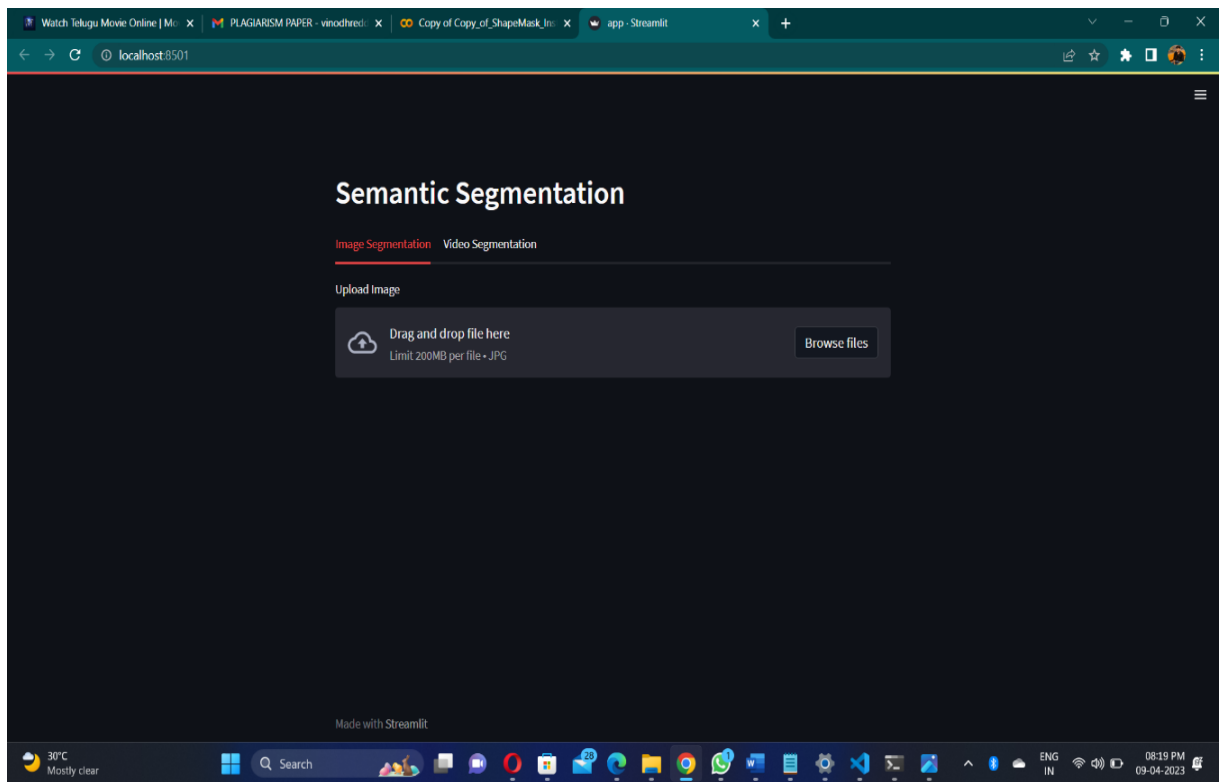 Watch Telugu Movie Online | Mo
PLAGIARISM PAPER - vinodhredd
Copy of Copy_of_ShapeMask_Ins
app · Streamlit
localhost:8501
Semantic Segmentation
Image Segmentation Video Segmentation
Upload Image
Drag and drop file here
Limit 200MB per file • JPG
Browse files
Made with Streamlit
30°C
Mostly clear
Search
28
1
ENG
IN
08:19 PM
09-04-2023